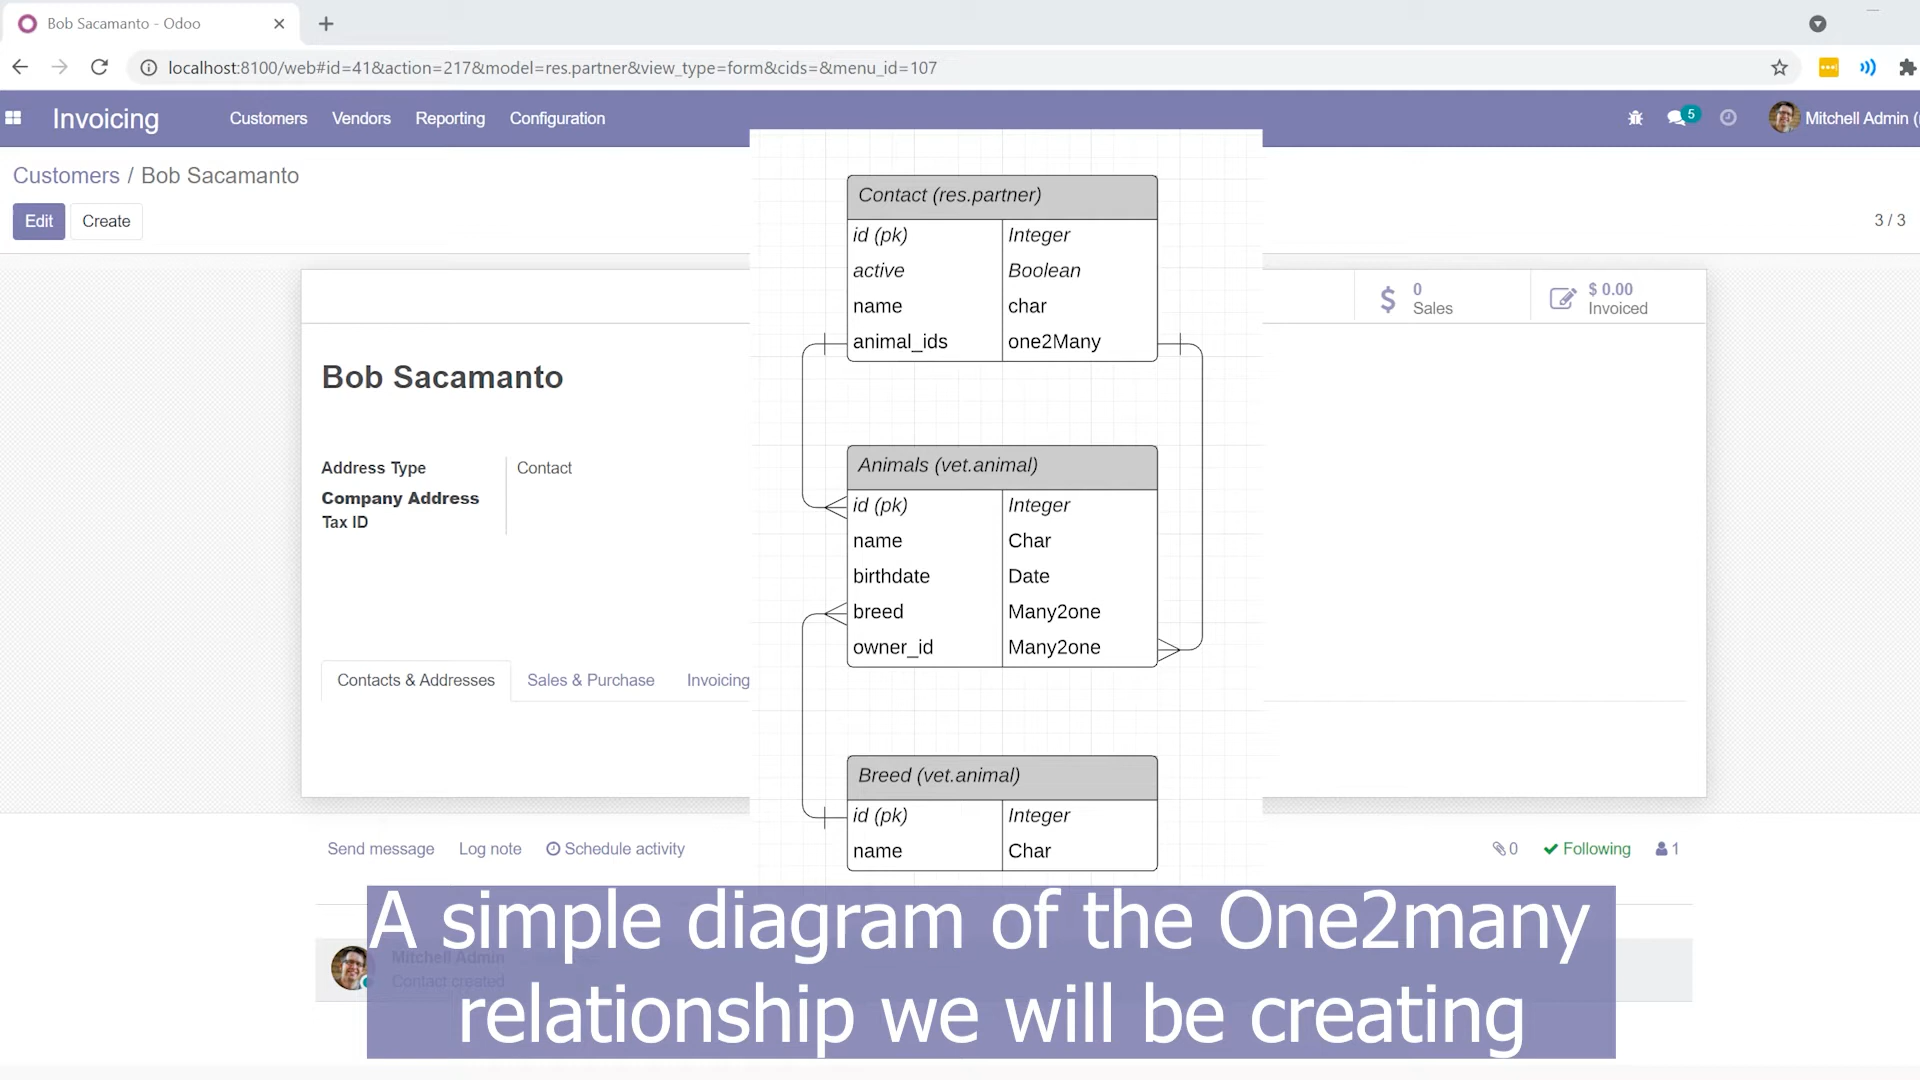 Bob Sacamanto - Odoo
localhost:8100/web#id=41&action=217&model=res.partner&view_type=form&cids=&menu_id=107
Invoicing Customers Vendors Reporting Configuration 5 Mitchell Admin (
Customers / Bob Sacamanto
Edit Create 3 / 3
0
Sales
$ 0.00
Invoiced
Bob Sacamanto
Address Type Contact
Company Address
Tax ID
Contacts & Addresses Sales & Purchase Invoicing
Contact (res.partner)
id (pk) Integer
active Boolean
name char
animal_ids one2Many
Animals (vet.animal)
id (pk) Integer
name Char
birthdate Date
breed Many2one
owner_id Many2one
Breed (vet.animal)
id (pk) Integer
name Char
Send message Log note Schedule activity 0 Following 1
Mitchell Admin
Contact created
A simple diagram of the One2many
relationship we will be creating